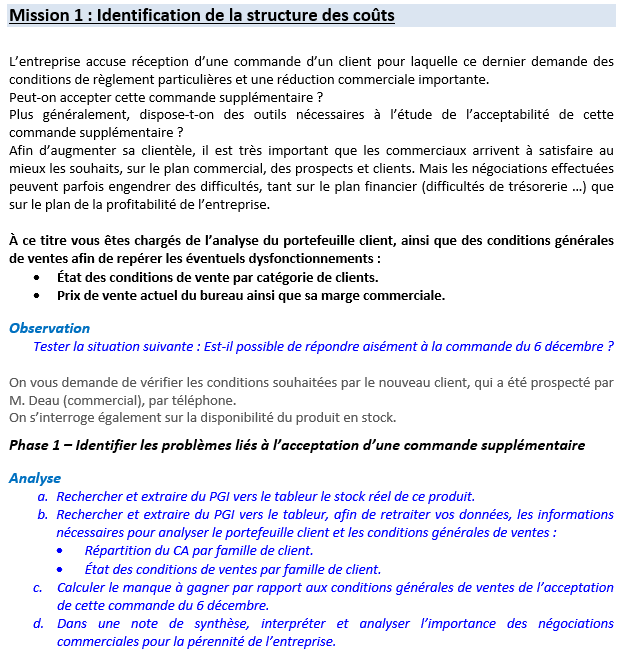 Mission 1 : Identification de la structure des coûts
L’entreprise accuse réception d’une commande d’un client pour laquelle ce dernier demande des
conditions de règlement particulières et une réduction commerciale importante.
Peut-on accepter cette commande supplémentaire ?
Plus généralement, dispose-t-on des outils nécessaires à l’étude de l’acceptabilité de cette
commande supplémentaire ?
Afin d’augmenter sa clientèle, il est très important que les commerciaux arrivent à satisfaire au
mieux les souhaits, sur le plan commercial, des prospects et clients. Mais les négociations effectuées
peuvent parfois engendrer des difficultés, tant sur le plan financier (difficultés de trésorerie …) que
sur le plan de la profitabilité de l’entreprise.
À ce titre vous êtes chargés de l’analyse du portefeuille client, ainsi que des conditions générales
de ventes afin de repérer les éventuels dysfonctionnements :
• État des conditions de vente par catégorie de clients.
• Prix de vente actuel du bureau ainsi que sa marge commerciale.
Observation
Tester la situation suivante : Est-il possible de répondre aisément à la commande du 6 décembre ?
On vous demande de vérifier les conditions souhaitées par le nouveau client, qui a été prospecté par
M. Deau (commercial), par téléphone.
On s’interroge également sur la disponibilité du produit en stock.
Phase 1 – Identifier les problèmes liés à l’acceptation d’une commande supplémentaire
Analyse
a. Rechercher et extraire du PGI vers le tableur le stock réel de ce produit.
b. Rechercher et extraire du PGI vers le tableur, afin de retraiter vos données, les informations
nécessaires pour analyser le portefeuille client et les conditions générales de ventes :
• Répartition du CA par famille de client.
• État des conditions de ventes par famille de client.
c. Calculer le manque à gagner par rapport aux conditions générales de ventes de l’acceptation
de cette commande du 6 décembre.
d. Dans une note de synthèse, interpréter et analyser l’importance des négociations
commerciales pour la pérennité de l’entreprise.